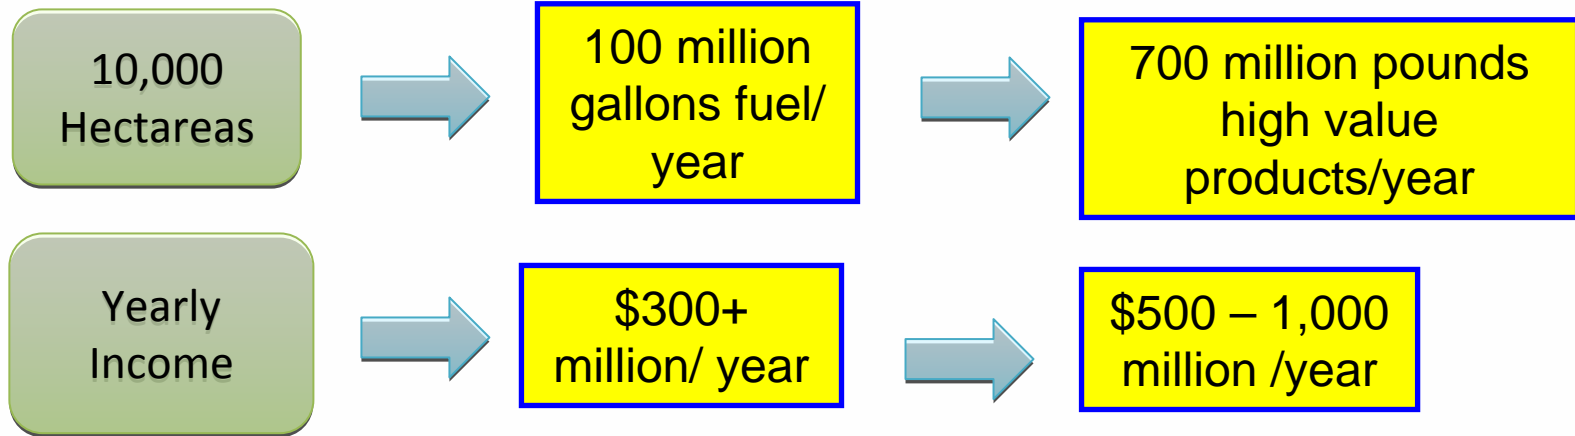 10,000
Hectareas
100 million
gallons fuel/
year
700 million pounds
high value
products/year
Yearly
Income
$300+
million/ year
$500 – 1,000
million /year